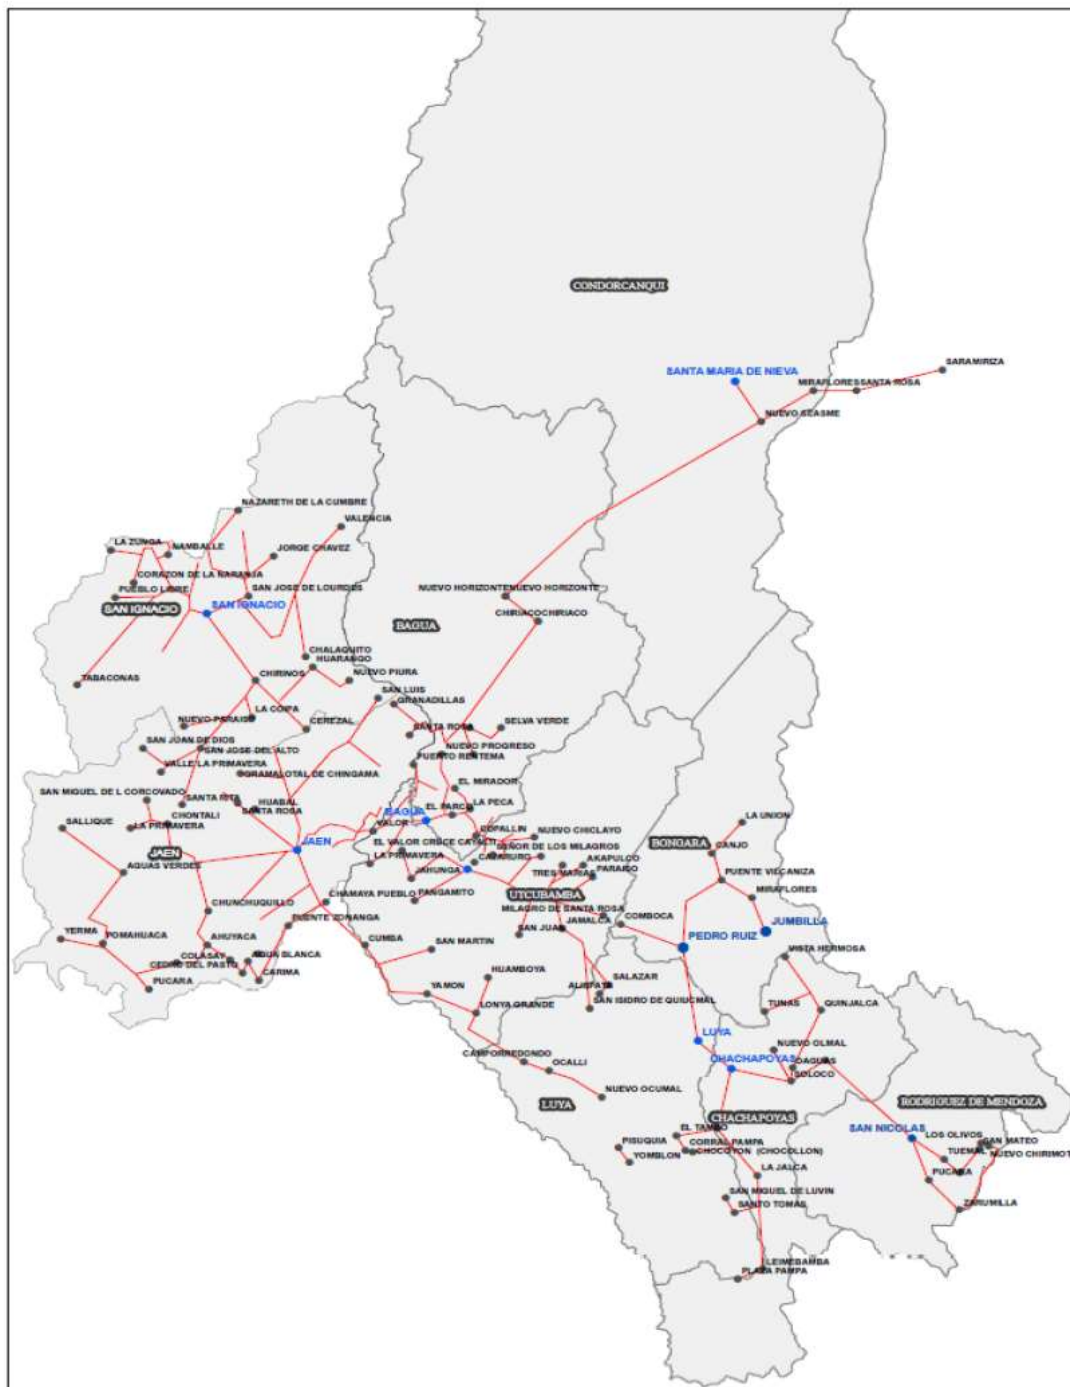 CONDORCANQUI
SARAMIRIZA
SANTA MARIA DE NIEVA
MIRAFLORES
SANTA ROSA
NUEVO SEASME
NAZARETH DE LA CUMBRE
VALENCIA
LA ZUNGA
NAMBALLE
JORGE CHAVEZ
CORAZON DE LA NARANJA
PUEBLO LIBRE
SAN JOSE DE LOURDES
NUEVO HORIZONTE
NUEVO HORIZONTE
SAN IGNACIO
SAN IGNACIO
CHIRIACO
CHIRIACO
BAGUA
CHALAQUITO
HUARANGO
TABACONAS
CHIRINOS
NUEVO PIURA
SAN LUIS
GRANADILLAS
LA COIPA
NUEVO PARAISO
CEREZAL
SANTA ROSA
SELVA VERDE
SAN JUAN DE DIOS
SAN JOSE DEL ALTO
NUEVO PROGRESO
VALLE LA PRIMAVERA
PUERTO RENTEMA
GRAMALOTAL DE CHINGAMA
SAN MIGUEL DE L CORCOVADO
EL MIRADOR
SANTA RITA
HUABAL
SANTA ROSA
LA PECA
BAGUA
EL PARCO
LA UNION
SALLIQUE
LA PRIMAVERA
CHONTALI
VALOR
COPALLIN
NUEVO CHICLAYO
JAEN
JAEN
EL VALOR CRUCE CAYALTI
SEÑOR DE LOS MILAGROS
BONGARA
CANJO
AGUAS VERDES
LA PRIMAVERA
CAJARURO
AKAPULCO
JAHUNGA
TRES MARIAS
PARAISO
PUENTE VILCANIZA
UTCUBAMBA
MIRAFLORES
CHAMAYA PUEBLO
PANGAMITO
CHUNCHUQUILLO
MILAGRO DE SANTA ROSA
PUENTE ZONANGA
SAN JUAN
JAMALCA
COMBOCA
JUMBILLA
PEDRO RUIZ
YERMA
POMAHUACA
AHUYACA
CUMBA
SAN MARTIN
VISTA HERMOSA
COLASAY
CEDRO DEL PASTO
AGUA BLANCA
PUCARA
CARIMA
HUAMBOYA
SALAZAR
YAMON
SAN ISIDRO DE QUIUCMAL
LONYA GRANDE
TUNAS
QUINJALCA
LUYA
NUEVO OLMAL
CAMPORREDONDO
CHACHAPOYAS
DAGUAS
OCALLI
SOLOCO
NUEVO OCUMAL
LUYA
RODRIGUEZ DE MENDOZA
CHACHAPOYAS
EL TAMBO
SAN NICOLAS
LOS OLIVOS
PISUQUIA
CORRAL PAMPA
SAN MATEO
CHOCOYON (CHOCOLLON)
TUEMAL
NUEVO CHIRIMOT
YOMBLON
LA JALCA
PUCARA
SAN MIGUEL DE LUVIN
SANTO TOMAS
ZARUMILLA
LEIMEBAMBA
PLAZA PAMPA